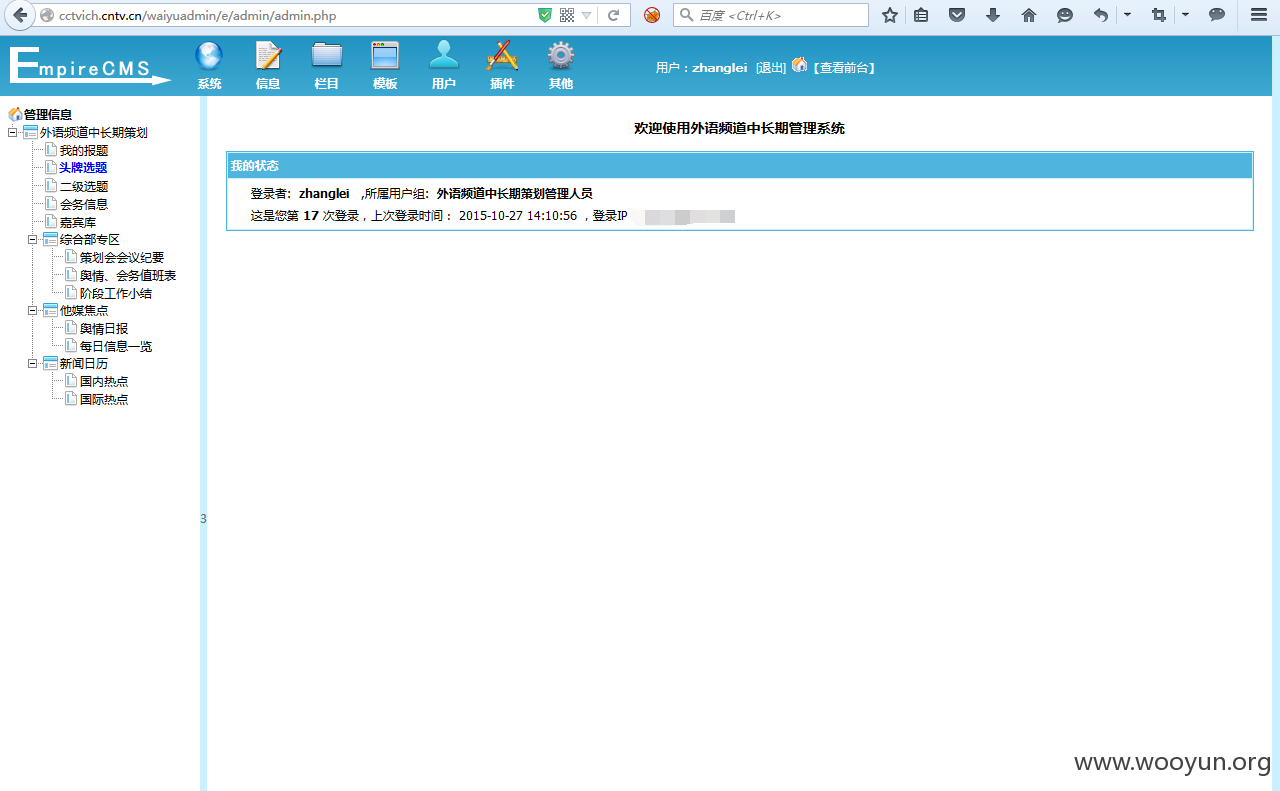 cctvich.cntv.cn/waiyuadmin/e/admin/admin.php
百度 <Ctrl+K>
EmpireCMS
系统 信息 栏目 模板 用户 插件 其他
用户：zhanglei [退出] [查看前台]
管理信息
外语频道中长期策划
我的报题
头牌选题
二级选题
会务信息
嘉宾库
综合部专区
策划会会议纪要
舆情、会务值班表
阶段工作小结
他媒焦点
舆情日报
每日信息一览
新闻日历
国内热点
国际热点
3
欢迎使用外语频道中长期管理系统
我的状态
登录者: zhanglei ,所属用户组: 外语频道中长期策划管理人员
这是您第 17 次登录，上次登录时间： 2015-10-27 14:10:56 ，登录IP
www.wooyun.org